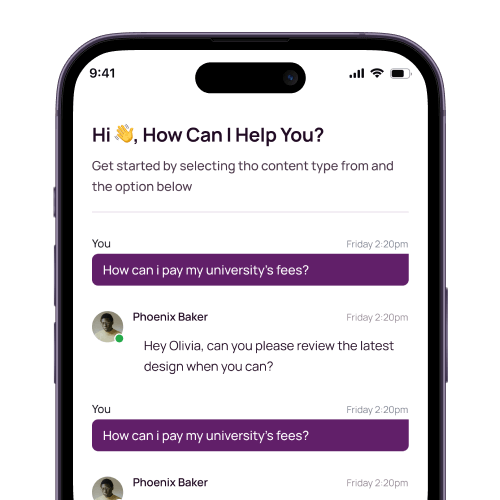 9:41
Hi 👋, How Can I Help You?
Get started by selecting tho content type from and
the option below
You Friday 2:20pm
How can i pay my university's fees?
Phoenix Baker Friday 2:20pm
Hey Olivia, can you please review the latest
design when you can?
You Friday 2:20pm
How can i pay my university's fees?
Phoenix Baker Friday 2:20pm